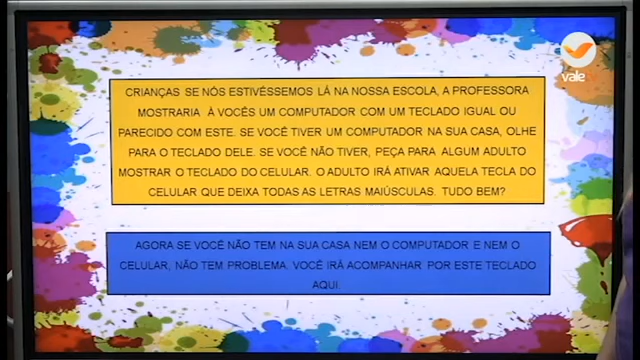 vale
CRIANÇAS SE NÓS ESTIVÉSSEMOS LÁ NA NOSSA ESCOLA, A PROFESSORA
MOSTRARIA À VOCÊS UM COMPUTADOR COM UM TECLADO IGUAL OU
PARECIDO COM ESTE. SE VOCÊ TIVER UM COMPUTADOR NA SUA CASA, OLHE
PARA O TECLADO DELE. SE VOCÊ NÃO TIVER, PEÇA PARA ALGUM ADULTO
MOSTRAR O TECLADO DO CELULAR. O ADULTO IRÁ ATIVAR AQUELA TECLA DO
CELULAR QUE DEIXA TODAS AS LETRAS MAIÚSCULAS. TUDO BEM?
AGORA SE VOCÊ NÃO TEM NA SUA CASA NEM O COMPUTADOR E NEM O
CELULAR, NÃO TEM PROBLEMA. VOCÊ IRÁ ACOMPANHAR POR ESTE TECLADO
AQUI.